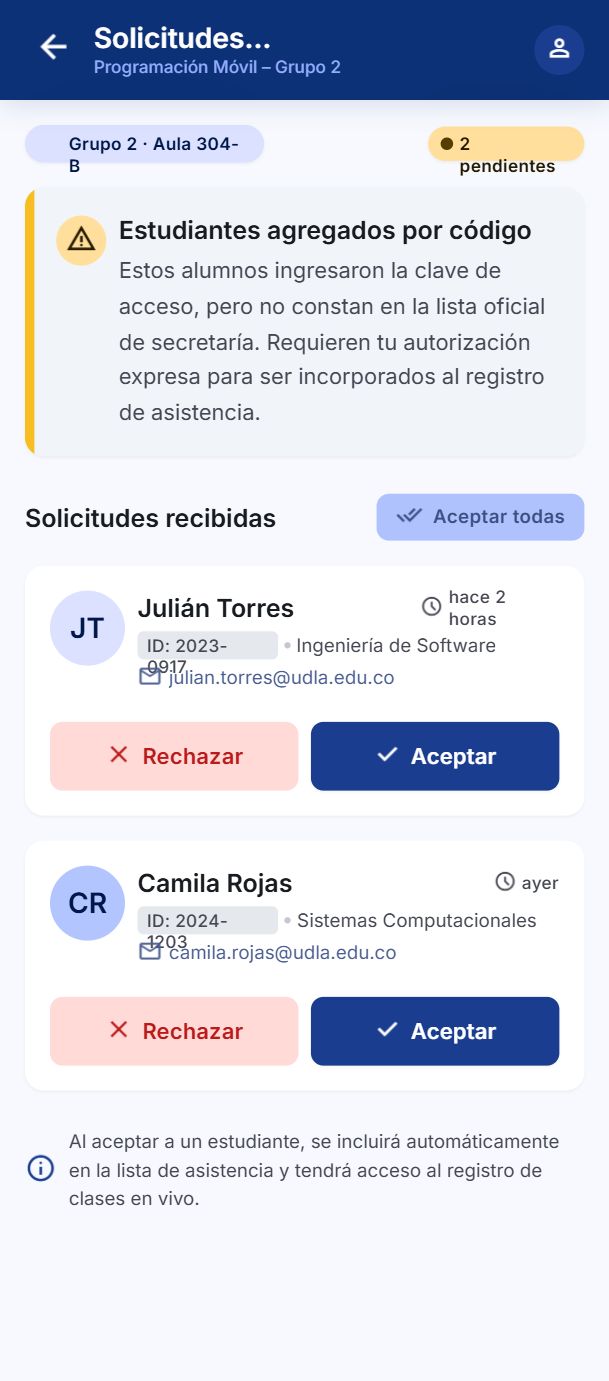 Solicitudes...
Programación Móvil – Grupo 2
Grupo 2 · Aula 304-
B
2
pendientes
Estudiantes agregados por código
Estos alumnos ingresaron la clave de
acceso, pero no constan en la lista oficial
de secretaría. Requieren tu autorización
expresa para ser incorporados al registro
de asistencia.
Solicitudes recibidas
Aceptar todas
JT
Julián Torres
hace 2
horas
ID: 2023-
0917
• Ingeniería de Software
julian.torres@udla.edu.co
Rechazar
Aceptar
CR
Camila Rojas
ayer
ID: 2024-
1203
• Sistemas Computacionales
camila.rojas@udla.edu.co
Rechazar
Aceptar
Al aceptar a un estudiante, se incluirá automáticamente
en la lista de asistencia y tendrá acceso al registro de
clases en vivo.